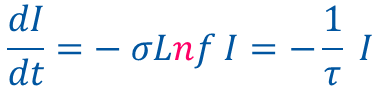 dI/dt = − σLnf I = − 1/τ I